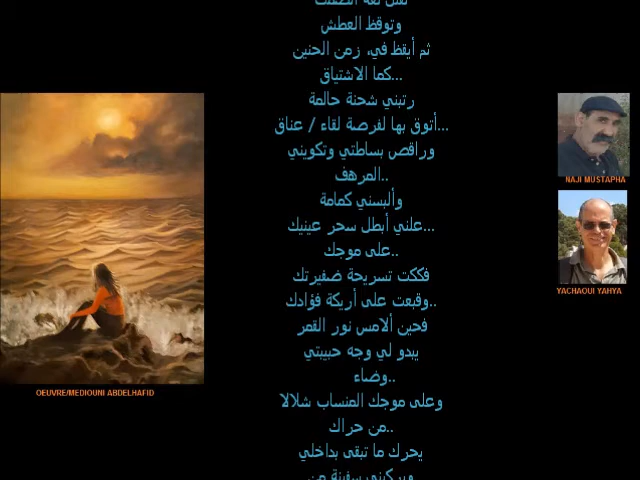 وتوقظ العطش
ثم أيقظ في، زمن الحنين
كما الاشتياق...
رتبني شحنة حالمة
أتوق بها لفرصة لقاء / عناق...
وراقص بساطتي وتكويني
المرهف..
وألبسني كمامة
علني أبطل سحر عينيك...
على موجك..
فككت تسريحة ضفيرتك
وقبعت على أريكة فؤادك..
فحين ألامس نور القمر
يبدو لي وجه حبيبتي
وضاء..
وعلى موجك المنساب شلالا
من حراك..
يحرك ما تبقى بداخلي
NAJI MUSTAPHA
YACHAOUI YAHYA
OEUVRE/MEDIOUNI ABDELHAFID